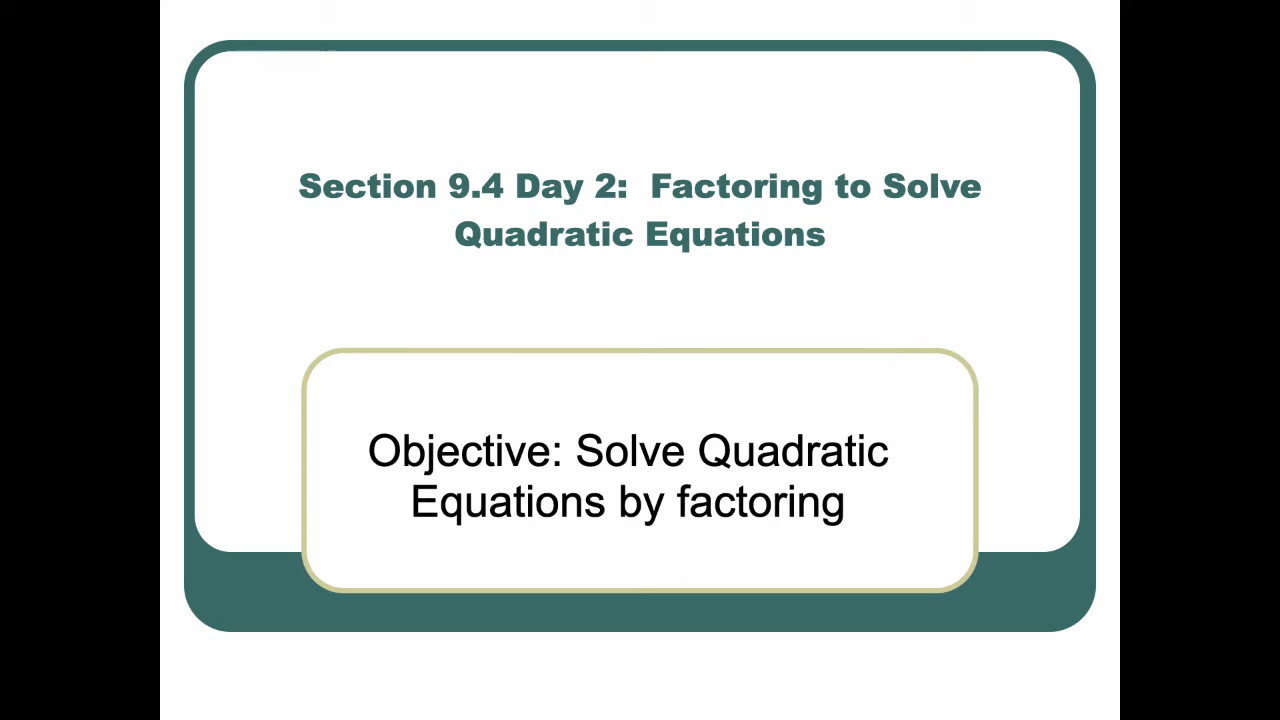 Section 9.4 Day 2:  Factoring to Solve
Quadratic Equations
Objective: Solve Quadratic
Equations by factoring